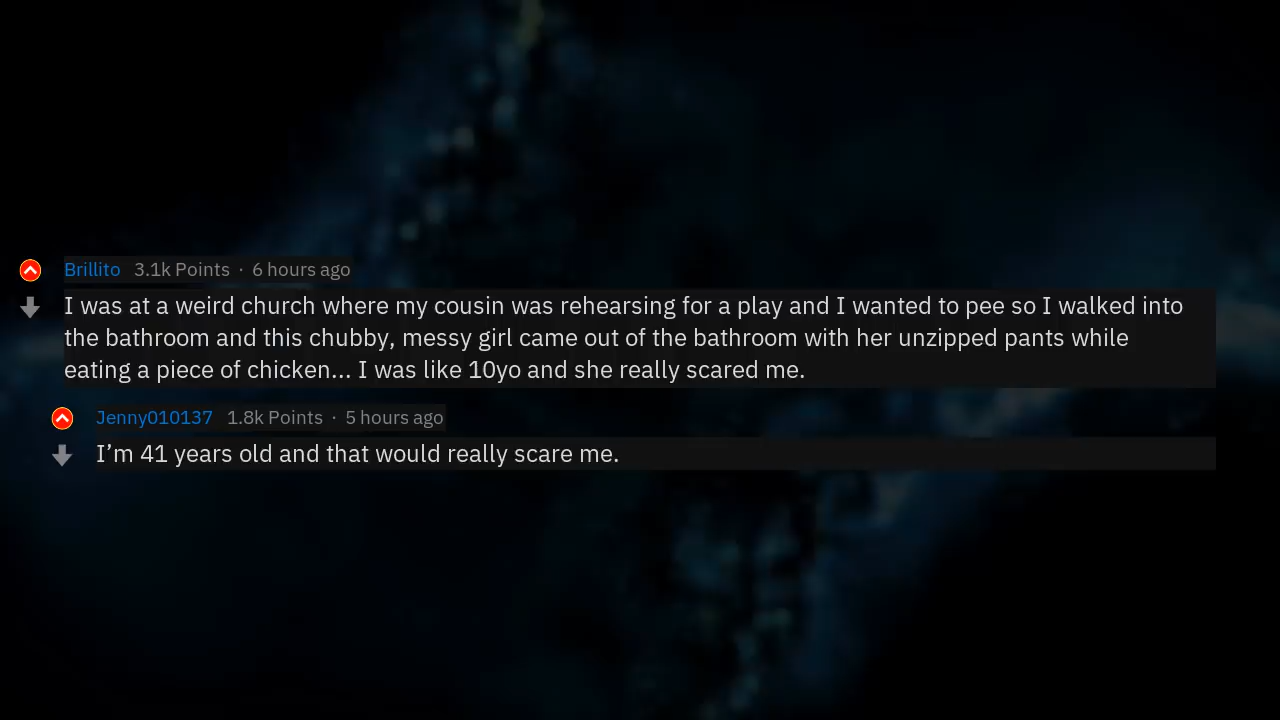 Brillito 3.1k Points · 6 hours ago
I was at a weird church where my cousin was rehearsing for a play and I wanted to pee so I walked into
the bathroom and this chubby, messy girl came out of the bathroom with her unzipped pants while
eating a piece of chicken... I was like 10yo and she really scared me.
Jenny010137 1.8k Points · 5 hours ago
I’m 41 years old and that would really scare me.